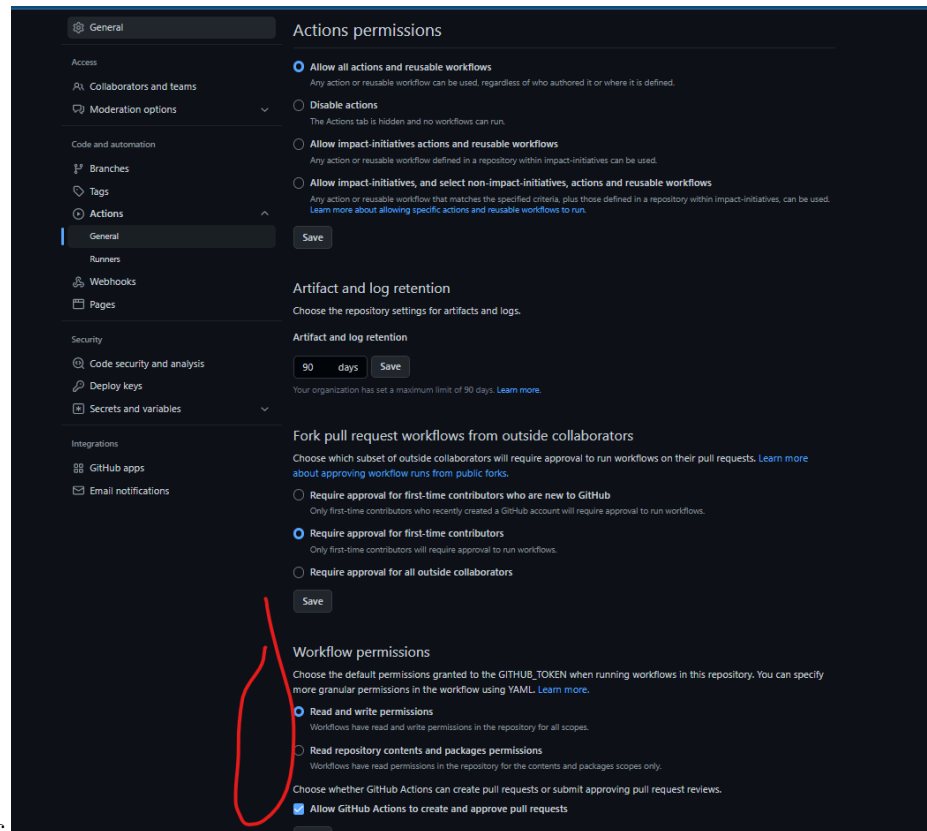 General
Access
Collaborators and teams
Moderation options
Code and automation
Branches
Tags
Actions
General
Runners
Webhooks
Pages
Security
Code security and analysis
Deploy keys
Secrets and variables
Integrations
GitHub apps
Email notifications
Actions permissions
Allow all actions and reusable workflows
Any action or reusable workflow can be used, regardless of who authored it or where it is defined.
Disable actions
The Actions tab is hidden and no workflows can run.
Allow impact-initiatives actions and reusable workflows
Any action or reusable workflow defined in a repository within impact-initiatives can be used.
Allow impact-initiatives, and select non-impact-initiatives, actions and reusable workflows
Any action or reusable workflow that matches the specified criteria, plus those defined in a repository within impact-initiatives, can be used.
Learn more about allowing specific actions and reusable workflows to run.
Save
Artifact and log retention
Choose the repository settings for artifacts and logs.
Artifact and log retention
90 days Save
Your organization has set a maximum limit of 90 days. Learn more.
Fork pull request workflows from outside collaborators
Choose which subset of outside collaborators will require approval to run workflows on their pull requests. Learn more
about approving workflow runs from public forks.
Require approval for first-time contributors who are new to GitHub
Only first-time contributors who recently created a GitHub account will require approval to run workflows.
Require approval for first-time contributors
Only first-time contributors will require approval to run workflows.
Require approval for all outside collaborators
Save
Workflow permissions
Choose the default permissions granted to the GITHUB_TOKEN when running workflows in this repository. You can specify
more granular permissions in the workflow using YAML. Learn more.
Read and write permissions
Workflows have read and write permissions in the repository for all scopes.
Read repository contents and packages permissions
Workflows have read permissions in the repository for the contents and packages scopes only.
Choose whether GitHub Actions can create pull requests or submit approving pull request reviews.
Allow GitHub Actions to create and approve pull requests